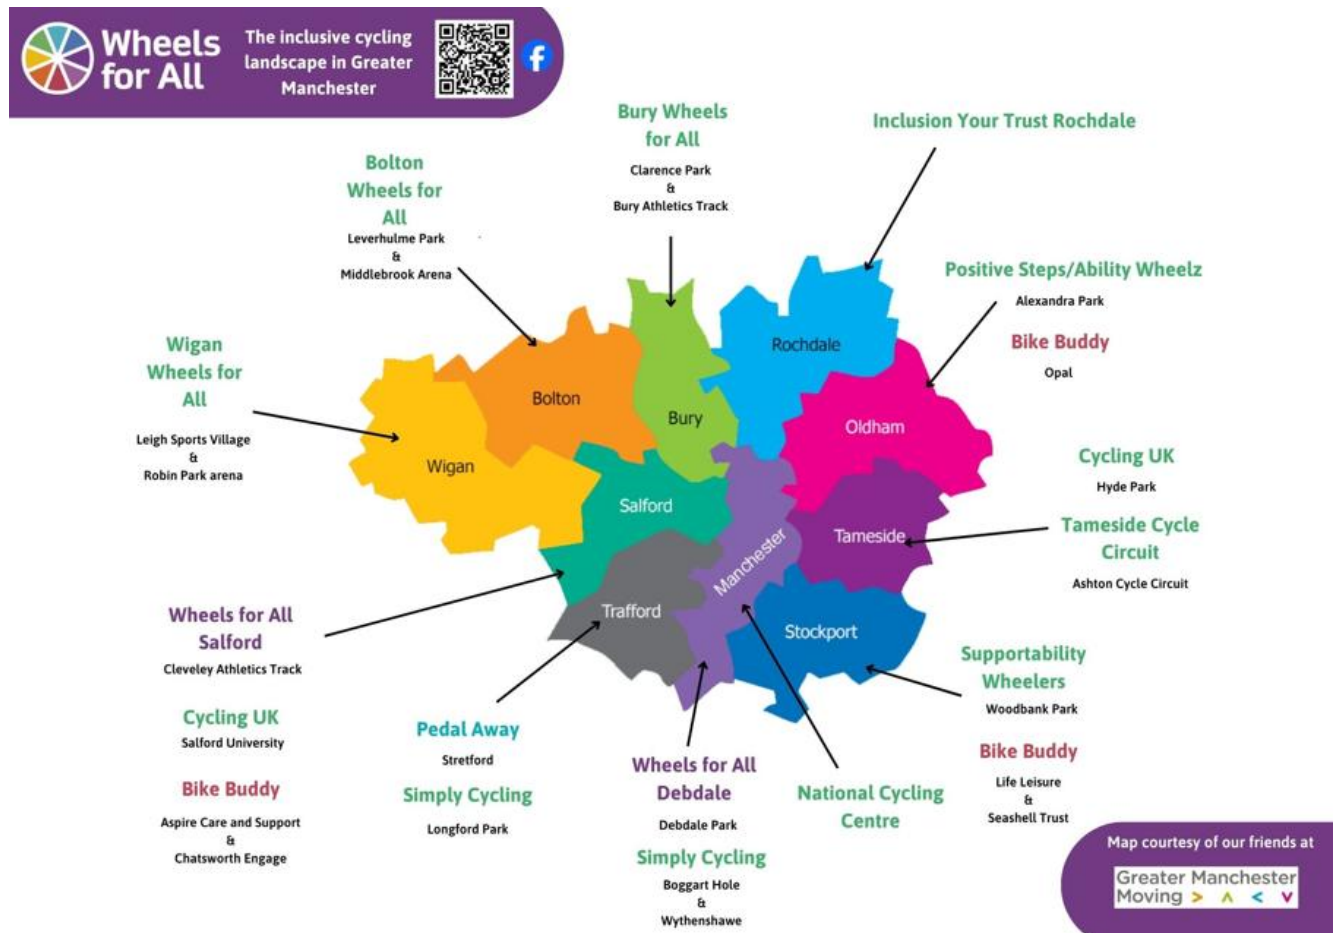 Wheels
for All
The inclusive cycling
landscape in Greater
Manchester
Bury Wheels
for All
Clarence Park
&
Bury Athletics Track
Inclusion Your Trust Rochdale
Bolton
Wheels for
All
Leverhulme Park
&
Middlebrook Arena
Positive Steps/Ability Wheelz
Alexandra Park
Bike Buddy
Opal
Wigan
Wheels for
All
Leigh Sports Village
&
Robin Park arena
Rochdale
Bolton
Bury
Oldham
Wigan
Salford
Tameside
Manchester
Trafford
Stockport
Cycling UK
Hyde Park
Tameside Cycle
Circuit
Ashton Cycle Circuit
Wheels for All
Salford
Cleveley Athletics Track
Cycling UK
Salford University
Bike Buddy
Aspire Care and Support
&
Chatsworth Engage
Pedal Away
Stretford
Simply Cycling
Longford Park
Wheels for All
Debdale
Debdale Park
Simply Cycling
Boggart Hole
&
Wythenshawe
National Cycling
Centre
Supportability
Wheelers
Woodbank Park
Bike Buddy
Life Leisure
&
Seashell Trust
Map courtesy of our friends at
Greater Manchester
Moving